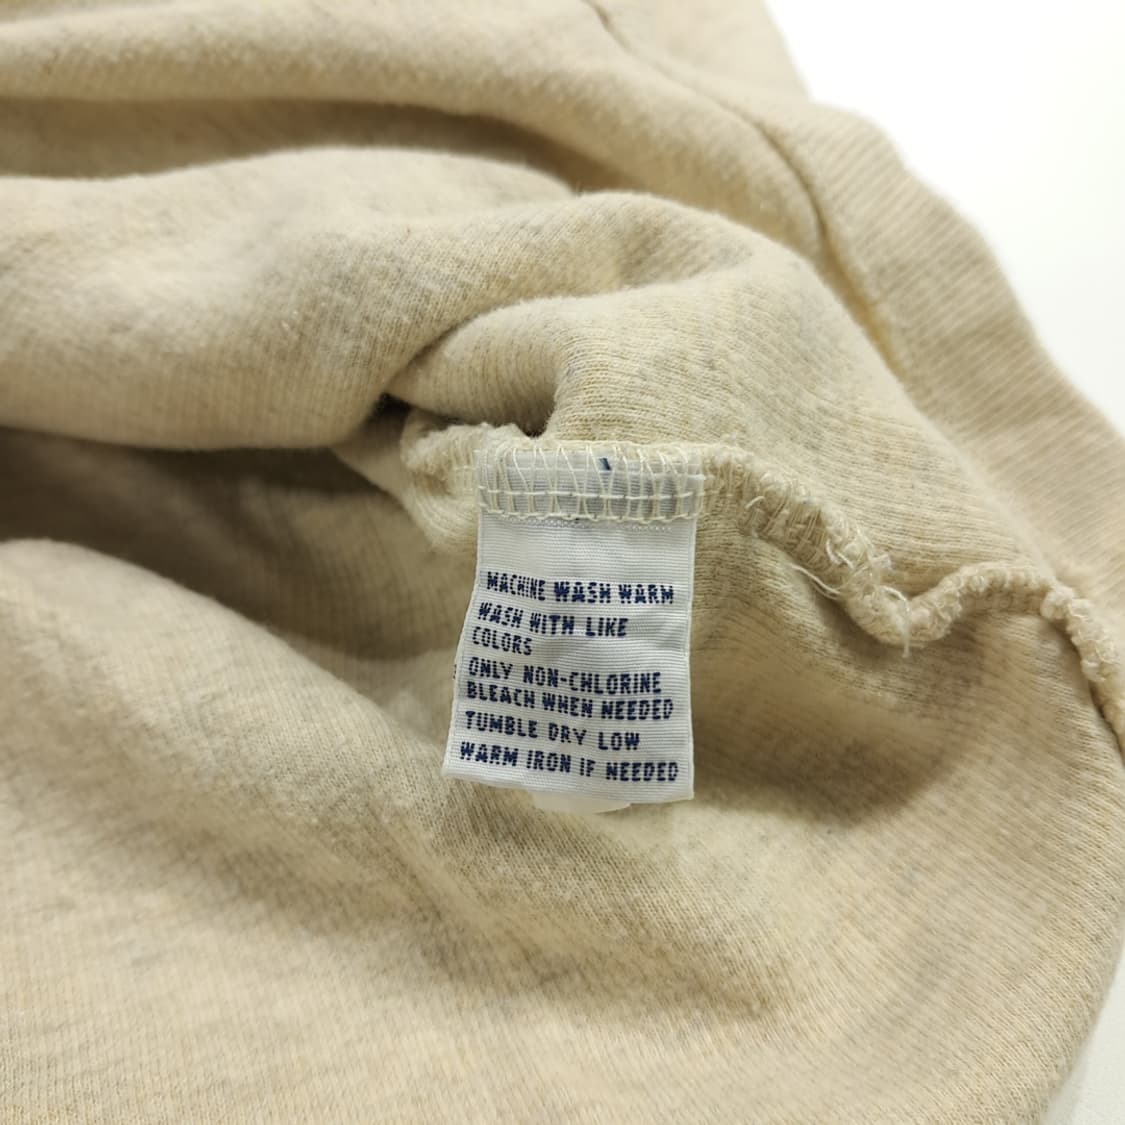 MACHINE WASH WARM
WASH WITH LIKE
COLORS
ONLY NON-CHLORINE
BLEACH WHEN NEEDED
TUMBLE DRY LOW
WARM IRON IF NEEDED